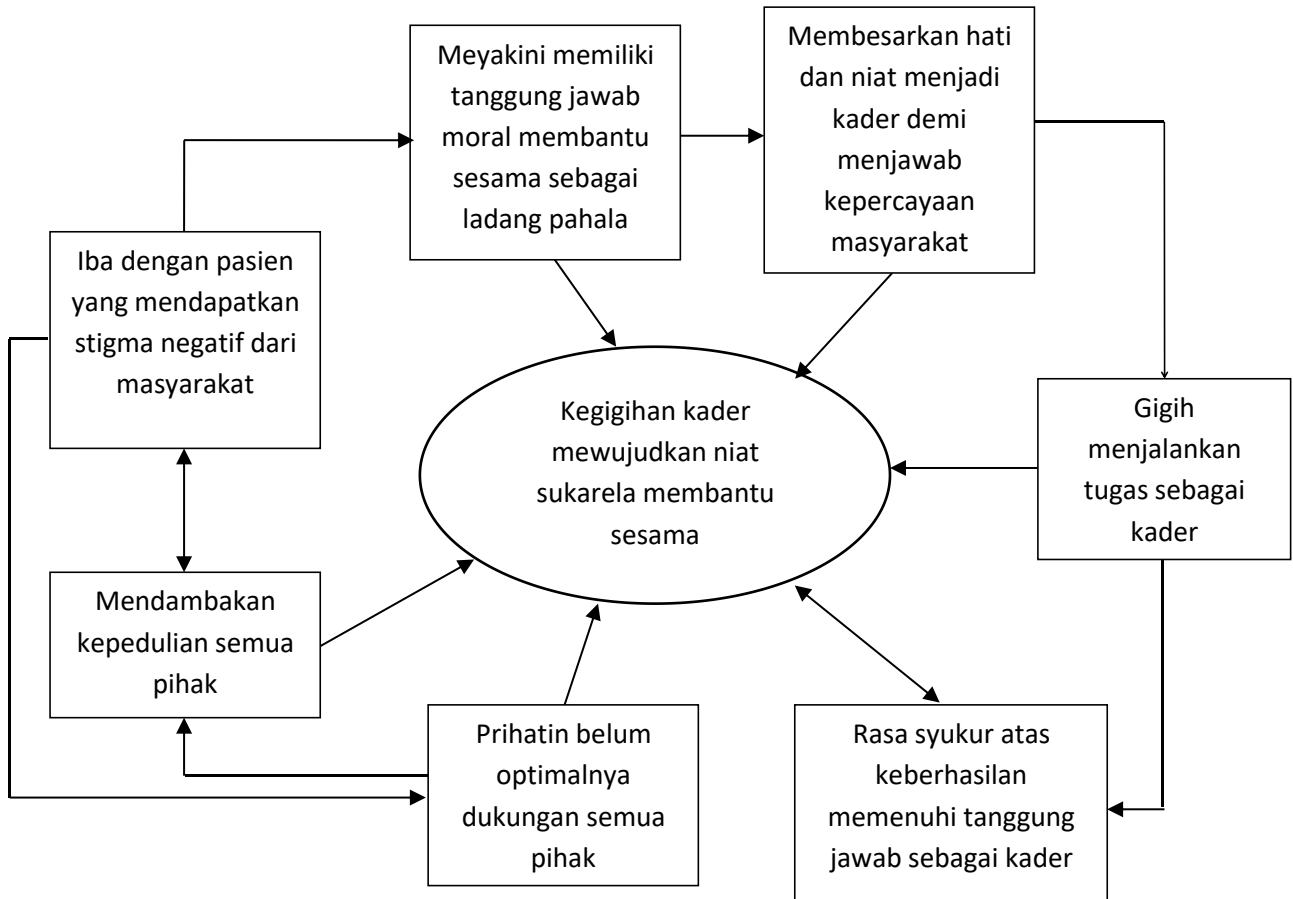 Meyakini memiliki
tanggung jawab
moral membantu
sesama sebagai
ladang pahala
Membesarkan hati
dan niat menjadi
kader demi
menjawab
kepercayaan
masyarakat
Iba dengan pasien
yang mendapatkan
stigma negatif dari
masyarakat
Kegigihan kader
mewujudkan niat
sukarela membantu
sesama
Gigih
menjalankan
tugas sebagai
kader
Mendambakan
kepedulian semua
pihak
Prihatin belum
optimalnya
dukungan semua
pihak
Rasa syukur atas
keberhasilan
memenuhi tanggung
jawab sebagai kader